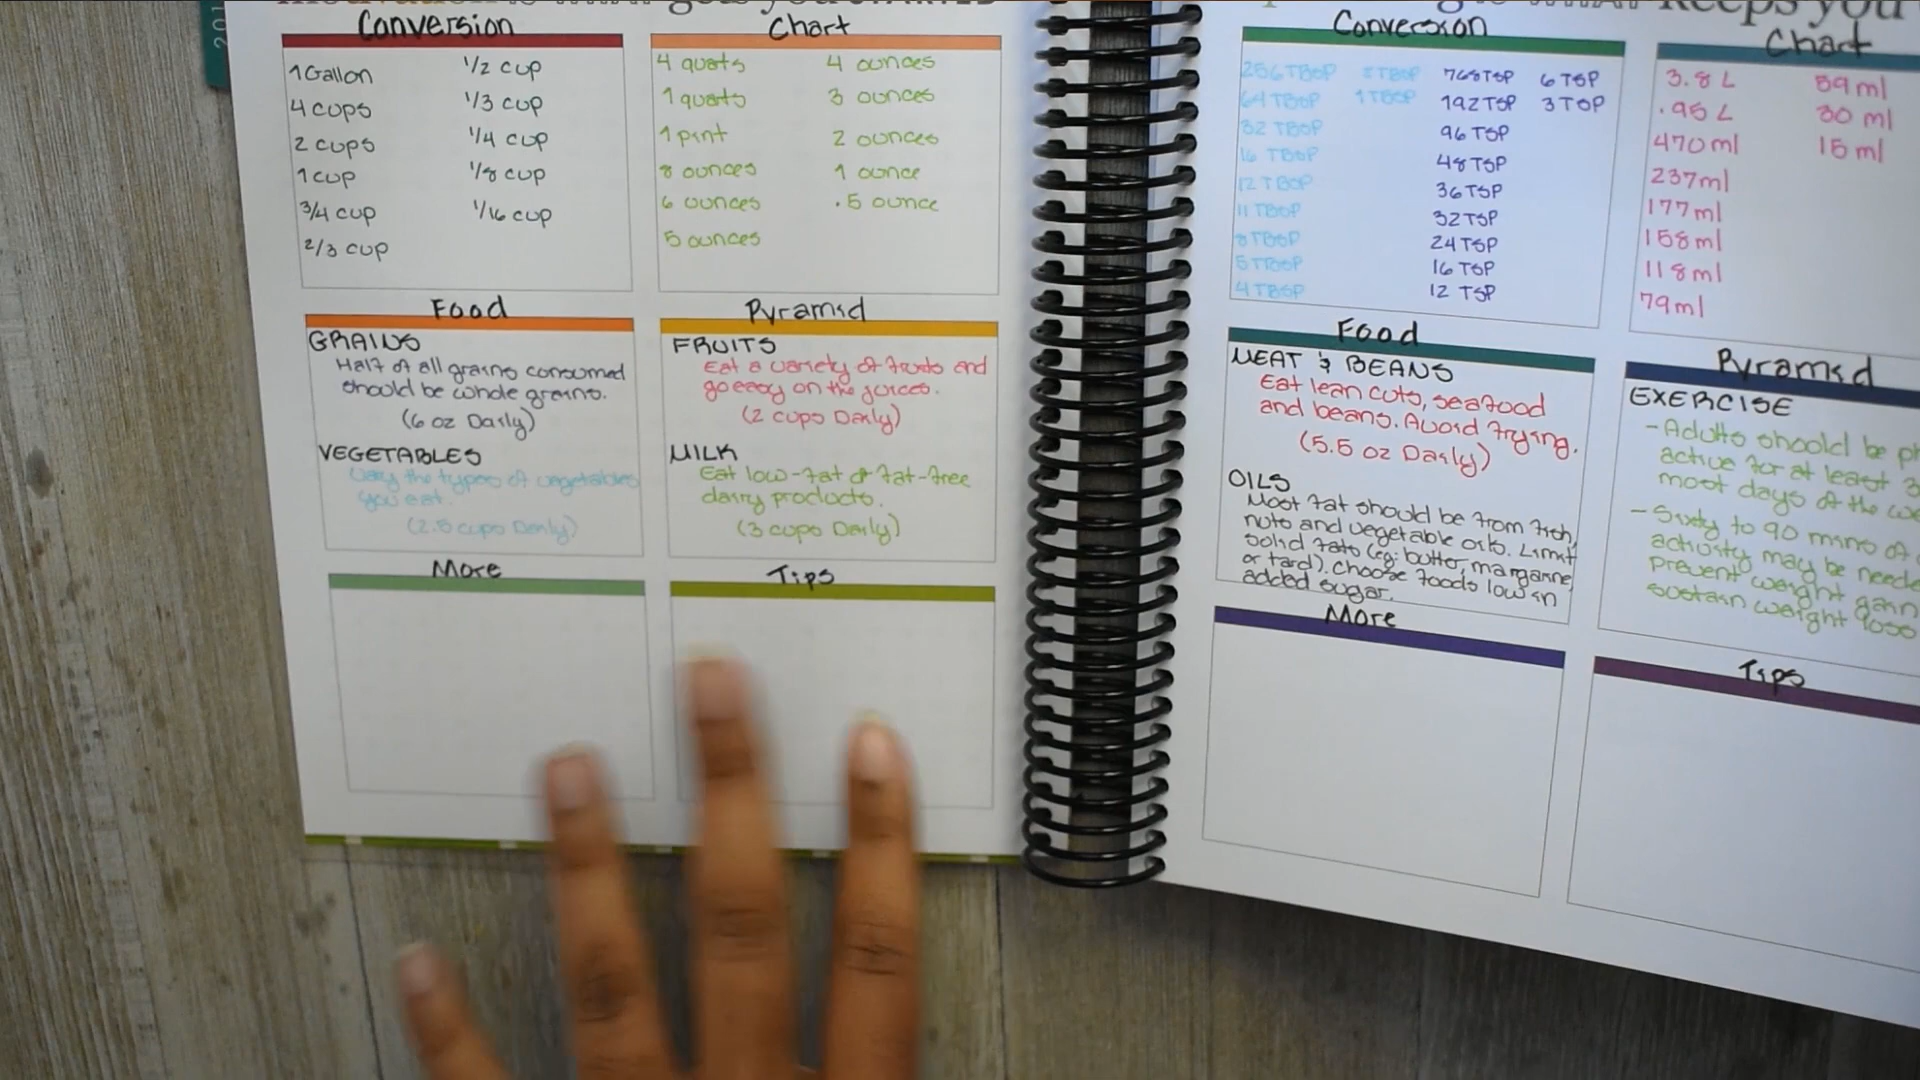 Conversion
1 Gallon
4 cups
2 cups
1 cup
3/4 cup
2/3 cup
1/2 cup
1/3 cup
1/4 cup
1/8 cup
1/16 cup
Chart
4 quarts
1 quarts
1 pint
8 ounces
6 ounces
5 ounces
4 ounces
3 ounces
2 ounces
1 ounce
.5 ounce
Food
GRAINS
Half of all grains consumed
should be whole grains.
(6 oz Daily)
VEGETABLES
Vary the types of vegetables
you eat.
(2.5 cups Daily)
Pyramid
FRUITS
Eat a variety of fruits and
go easy on the juices.
(2 cups Daily)
MILK
Eat low-fat or fat-free
dairy products.
(3 cups Daily)
More
Tips
Conversion
256 TBSP
64 TBSP
32 TBSP
16 TBSP
12 TBSP
11 TBSP
8 TBSP
5 TBSP
4 TBSP
TBSP
1 TBSP
768 TSP
192 TSP
96 TSP
48 TSP
36 TSP
32 TSP
24 TSP
16 TSP
12 TSP
6 TSP
3 TSP
Chart
3.8 L
.95 L
470 ml
237 ml
177 ml
158 ml
118 ml
79 ml
59 ml
30 ml
15 ml
Food
MEAT & BEANS
Eat lean cuts, seafood
and beans. Avoid frying.
(5.5 oz Daily)
OILS
Most fat should be from fish,
nuts and vegetable oils. Limit
solid fats (eg: butter, margarine,
or lard). Choose foods low in
added sugar.
Pyramid
EXERCISE
- Adults should be
active for at least
most days of the
- Sixty to 90 mins of
activity may be
prevent weight gain
sustain weight loss
More
Tips